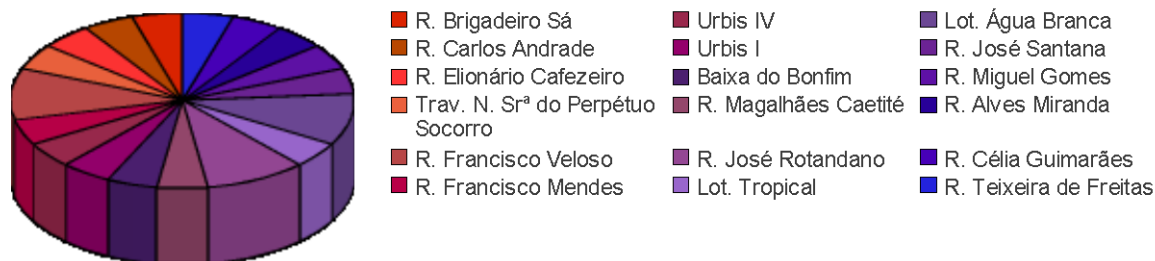 R. Brigadeiro Sá
R. Carlos Andrade
R. Elionário Cafezeiro
Trav. N. Srª do Perpétuo
Socorro
R. Francisco Veloso
R. Francisco Mendes
Urbis IV
Urbis I
Baixa do Bonfim
R. Magalhães Caetité
R. José Rotandano
Lot. Tropical
Lot. Água Branca
R. José Santana
R. Miguel Gomes
R. Alves Miranda
R. Célia Guimarães
R. Teixeira de Freitas